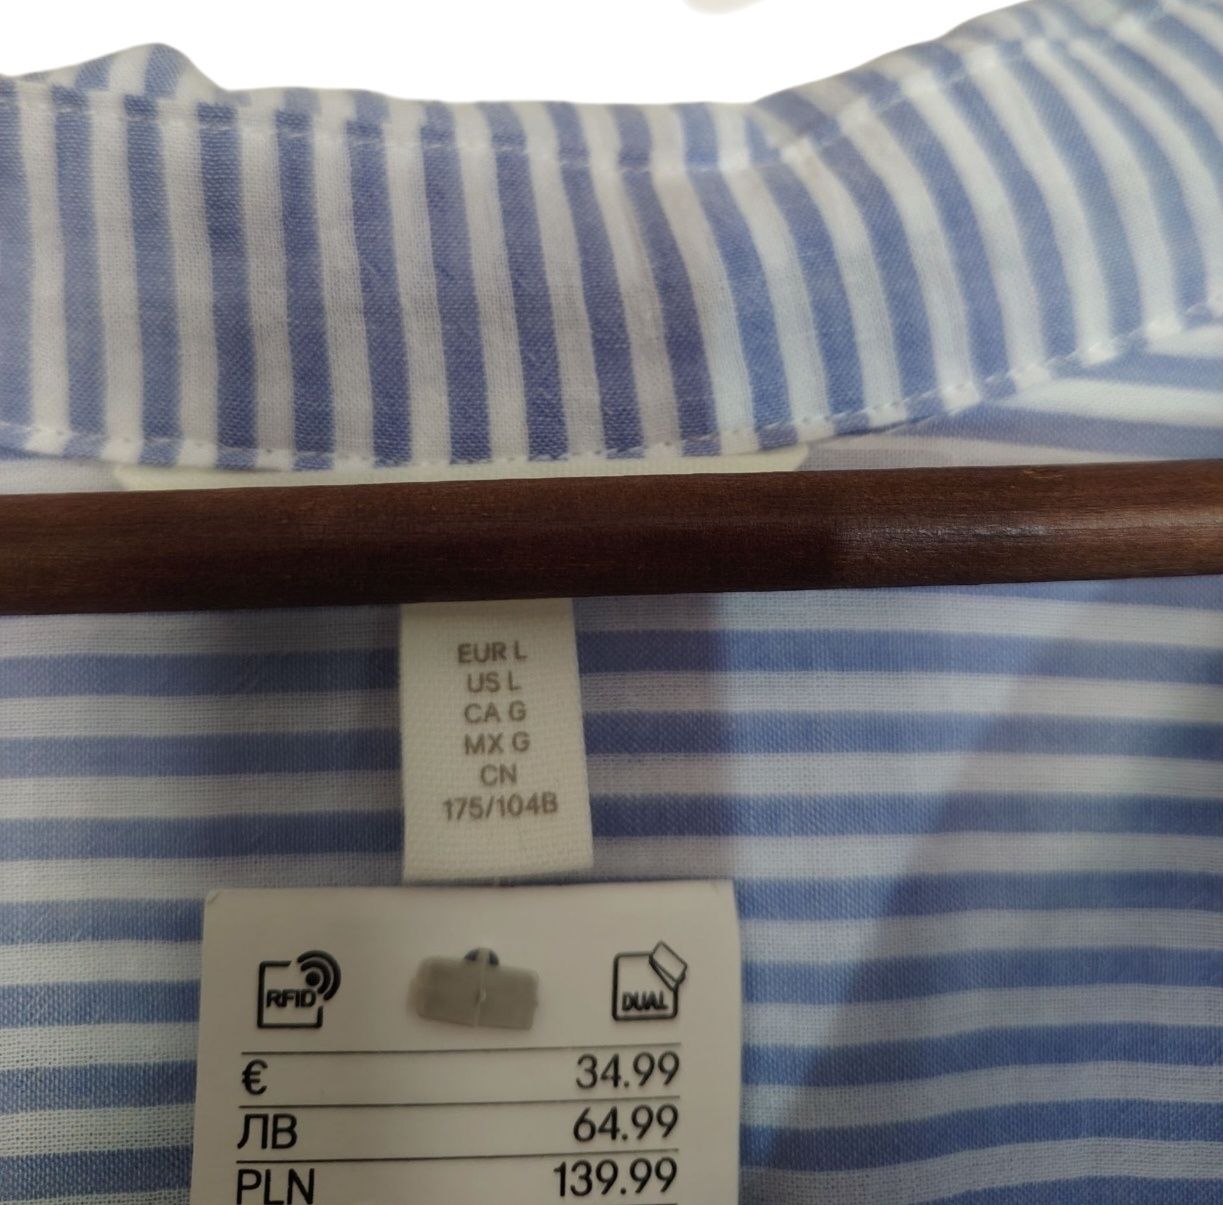 EUR L
US L
CA G
MX G
CN
175/104B
RFID
DUAL
€ 34.99
ЛВ 64.99
PLN 139.99